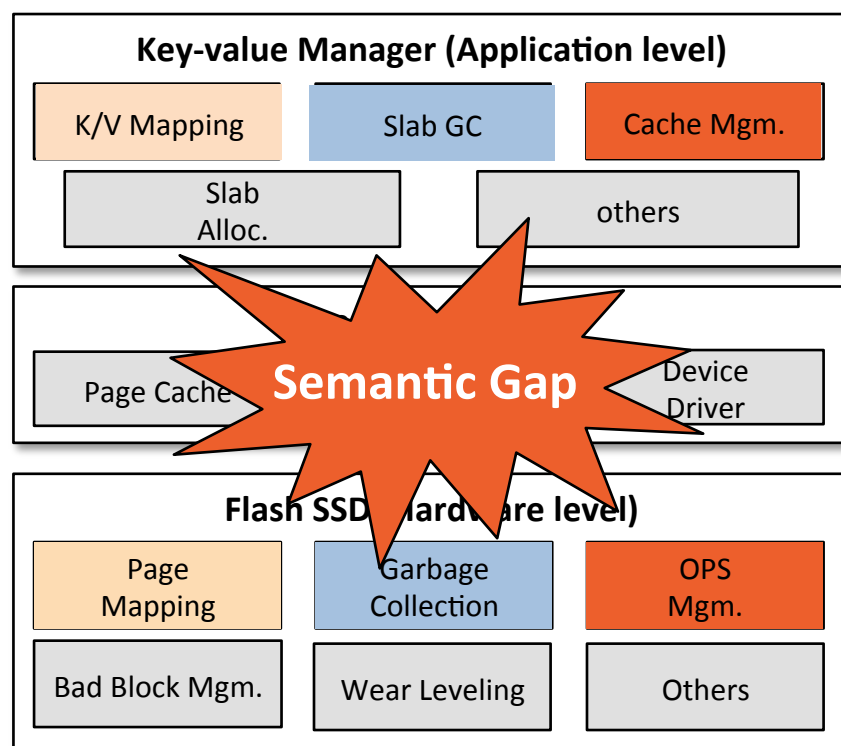 Key-value Manager (Application level)
K/V Mapping
Slab GC
Cache Mgm.
Slab
Alloc.
others
Page Cache
Semantic Gap
Device
Driver
Flash SSD level)
Page
Mapping
Garbage
Collection
OPS
Mgm.
Bad Block Mgm.
Wear Leveling
Others